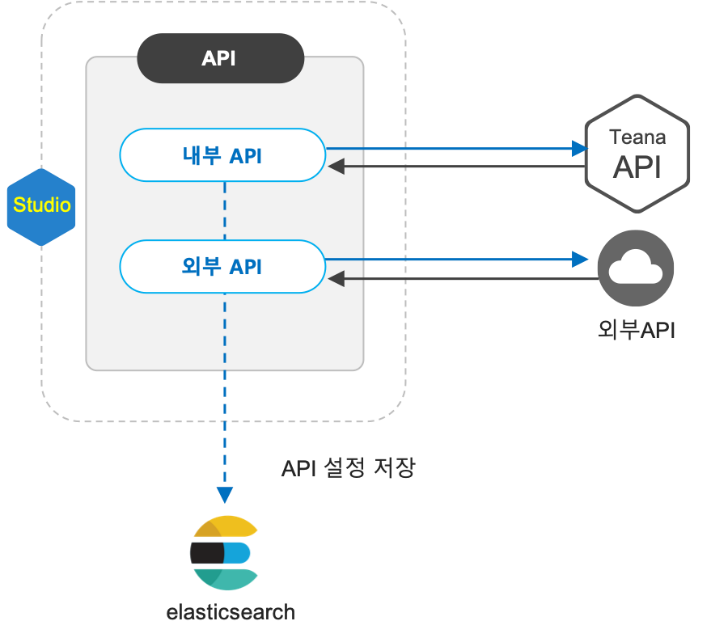 API
내부 API
Teana
API
Studio
외부 API
외부API
API 설정 저장
elasticsearch